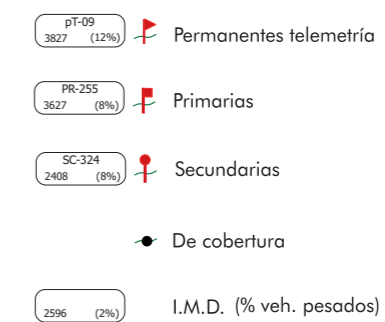 pT-09
3827 (12%)
Permanentes telemetría
PR-255
3627 (8%)
Primarias
SC-324
2408 (8%)
Secundarias
De cobertura
2596 (2%)
I.M.D. (% veh. pesados)